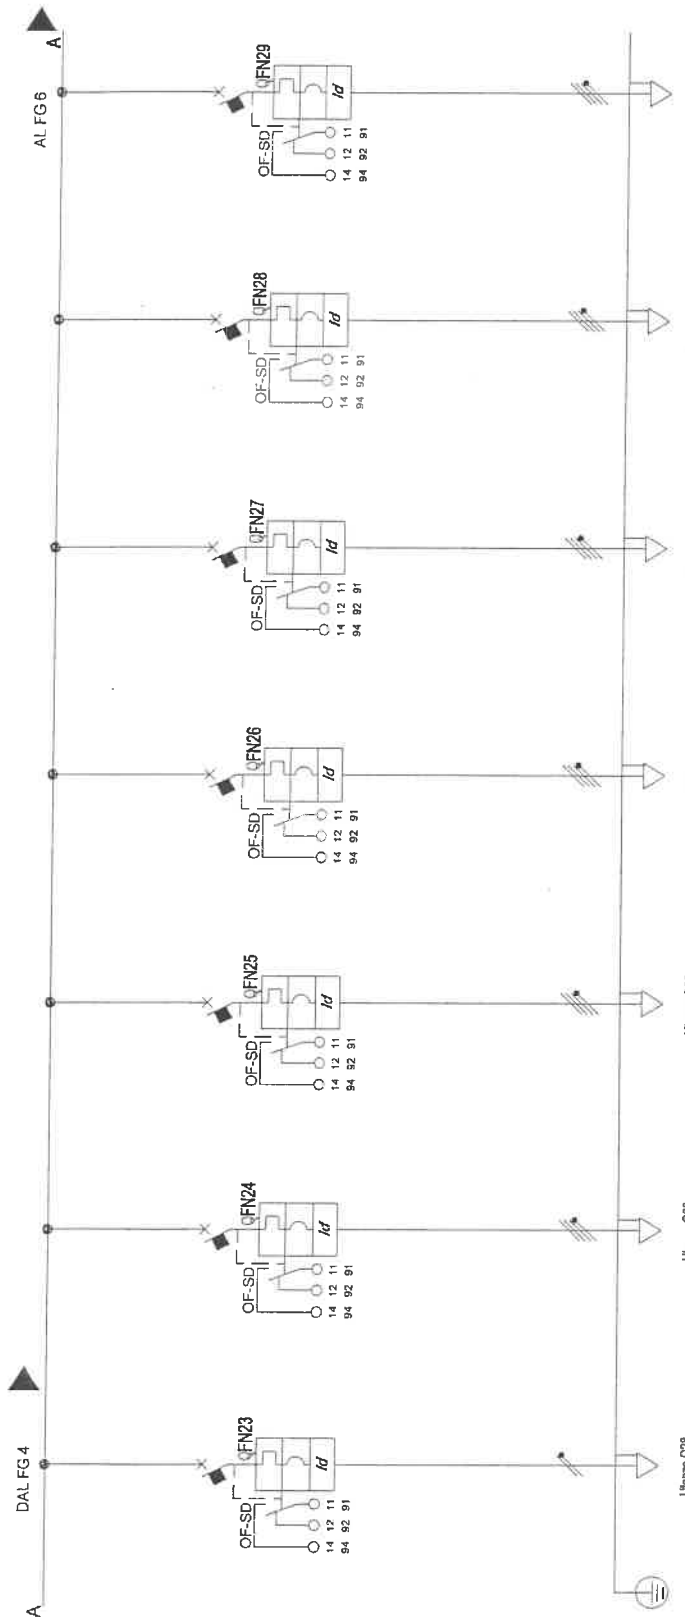 DAL FG 4
AL FG 6
A
A
QFN23
OF-SD
Id
14 12 11
94 92 91
QFN24
OF-SD
Id
14 12 11
94 92 91
QFN25
OF-SD
Id
14 12 11
94 92 91
QFN26
OF-SD
Id
14 12 11
94 92 91
QFN27
OF-SD
Id
14 12 11
94 92 91
QFN28
OF-SD
Id
14 12 11
94 92 91
QFN29
OF-SD
Id
14 12 11
94 92 91